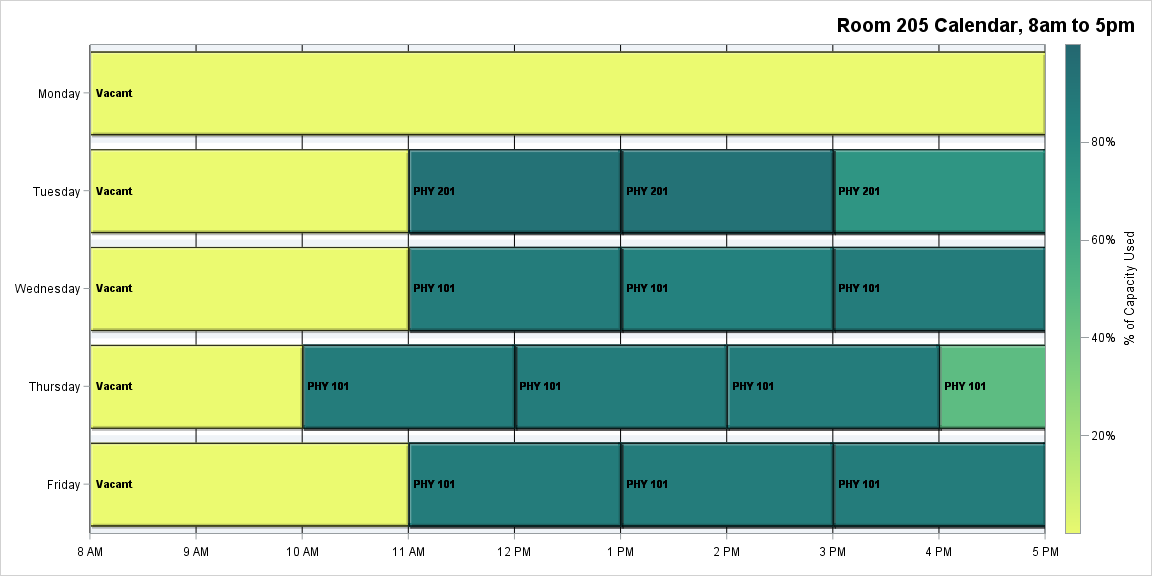 Room 205 Calendar, 8am to 5pm
Monday
Vacant
Tuesday
Vacant
PHY 201
PHY 201
PHY 201
Wednesday
Vacant
PHY 101
PHY 101
PHY 101
Thursday
Vacant
PHY 101
PHY 101
PHY 101
PHY 101
Friday
Vacant
PHY 101
PHY 101
PHY 101
8 AM
9 AM
10 AM
11 AM
12 PM
1 PM
2 PM
3 PM
4 PM
5 PM
80%
60%
40%
20%
% of Capacity Used